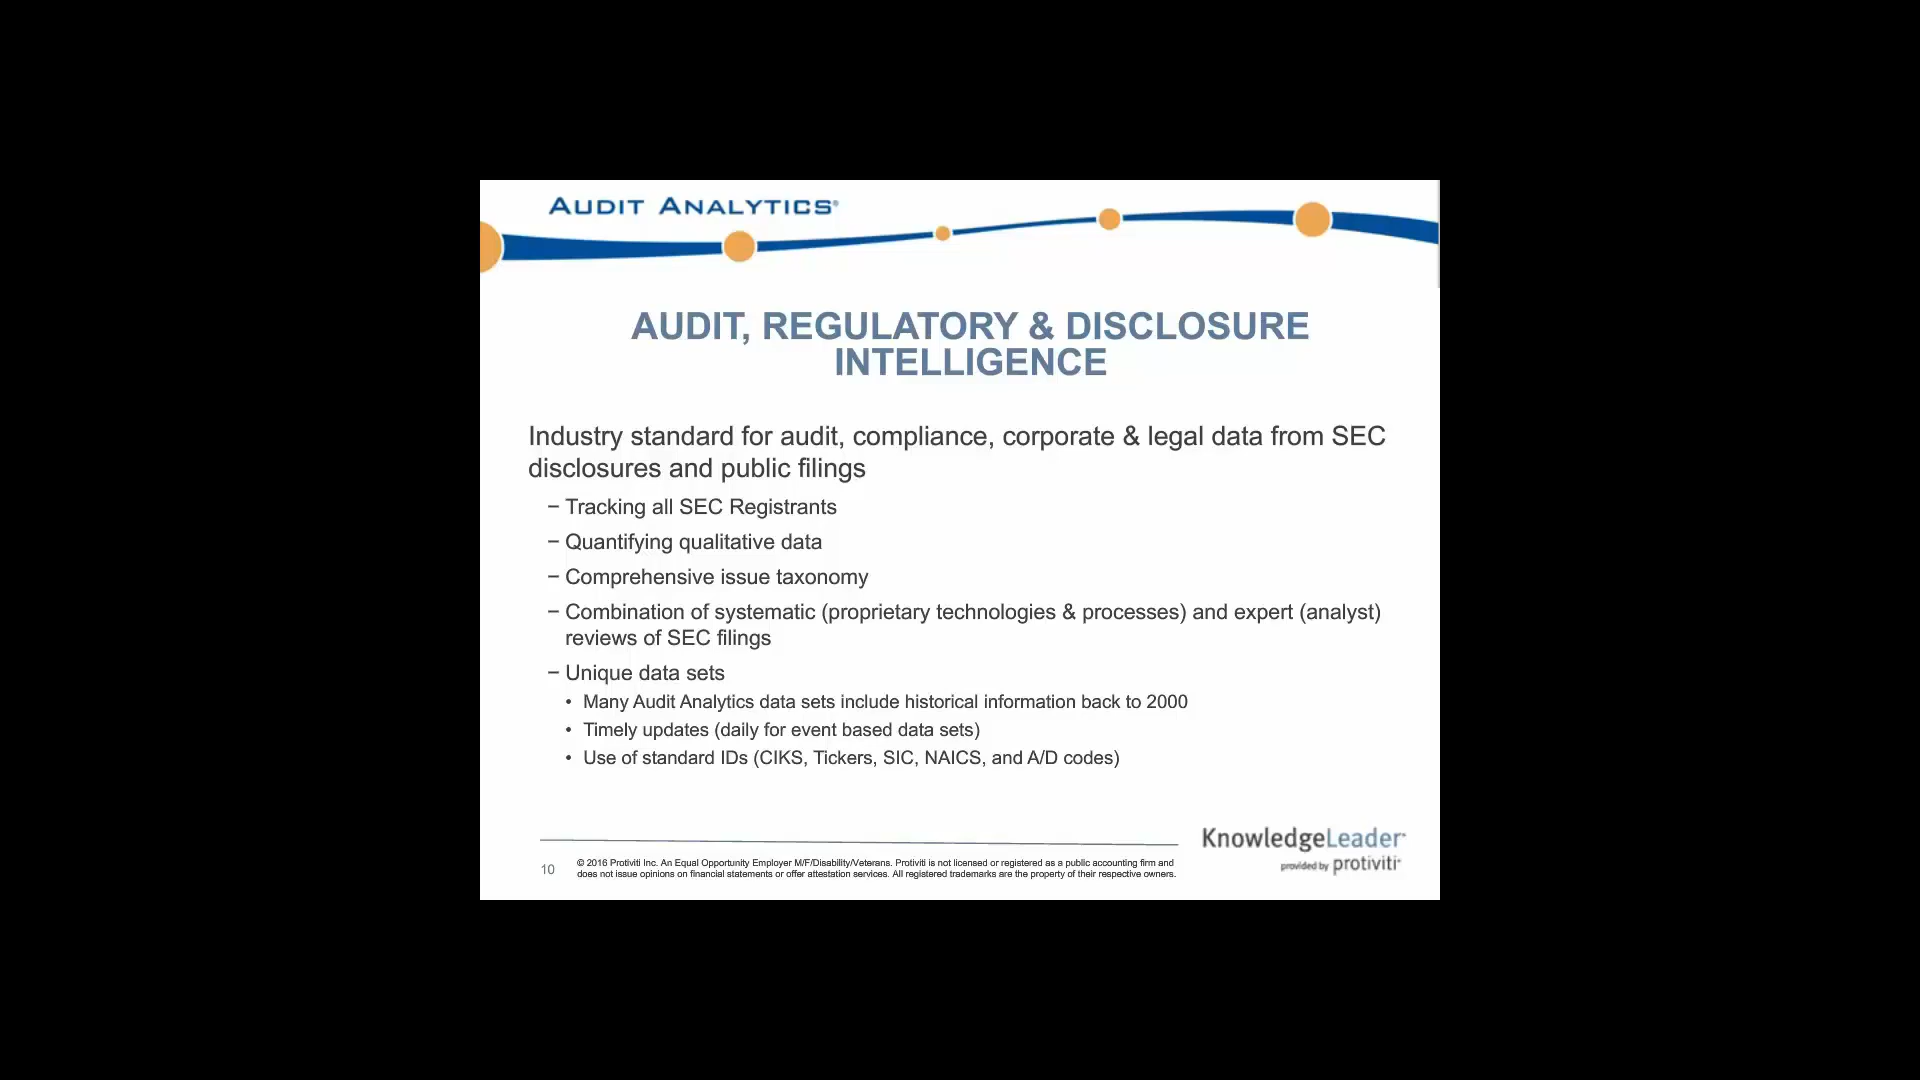 AUDIT ANALYTICS®
AUDIT, REGULATORY & DISCLOSURE
INTELLIGENCE
Industry standard for audit, compliance, corporate & legal data from SEC
disclosures and public filings
− Tracking all SEC Registrants
− Quantifying qualitative data
− Comprehensive issue taxonomy
− Combination of systematic (proprietary technologies & processes) and expert (analyst)
reviews of SEC filings
− Unique data sets
• Many Audit Analytics data sets include historical information back to 2000
• Timely updates (daily for event based data sets)
• Use of standard IDs (CIKS, Tickers, SIC, NAICS, and A/D codes)
KnowledgeLeader
provided by protiviti
10
© 2016 Protiviti Inc. An Equal Opportunity Employer M/F/Disability/Veterans. Protiviti is not licensed or registered as a public accounting firm and
does not issue opinions on financial statements or offer attestation services. All registered trademarks are the property of their respective owners.